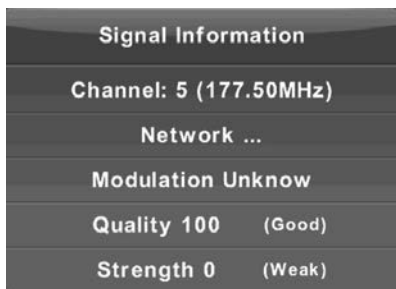 Signal Information
Channel: 5 (177.50MHz)
Network ...
Modulation Unknow
Quality 100 (Good)
Strength 0 (Weak)